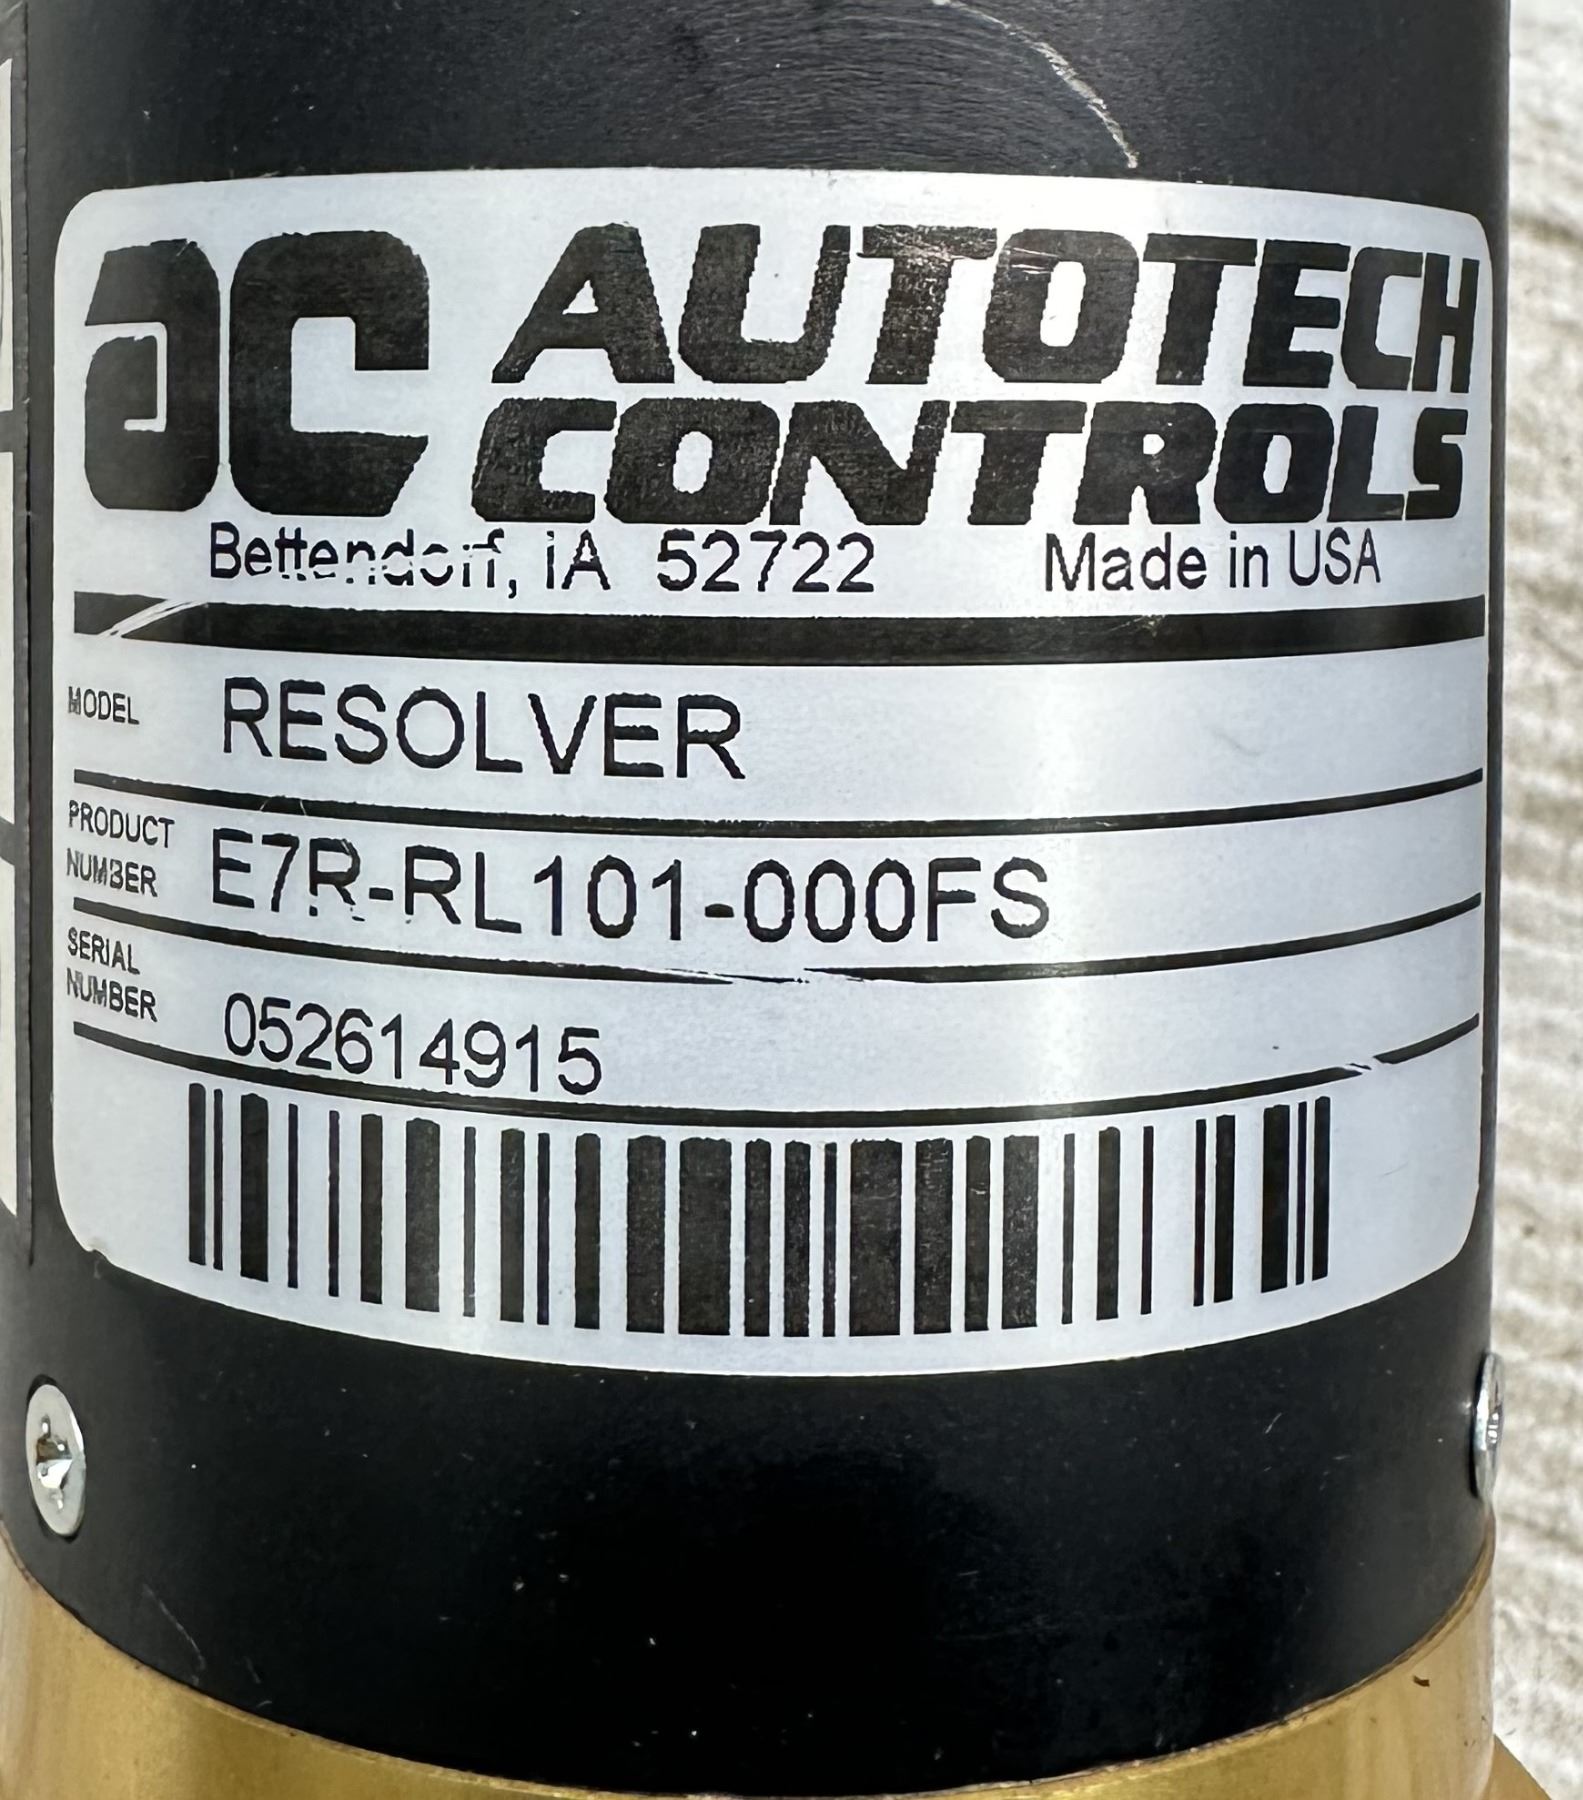 ac AUTOTECH
CONTROLS
Bettendorf, IA 52722 Made in USA
MODEL RESOLVER
PRODUCT
NUMBER E7R-RL101-000FS
SERIAL
NUMBER 052614915